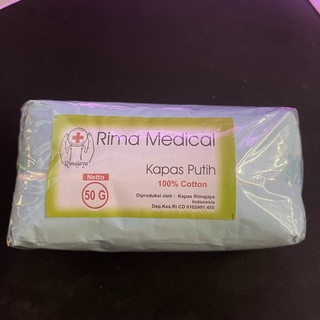 Rima Medical
Rimajaya
Kapas Putih
100% Cotton
Netto
50 G
Diproduksi oleh : Kapas Rimajaya
Indonesia
Dep.Kes.RI CD 0102491 455